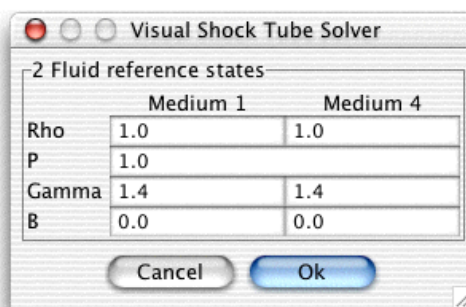 Visual Shock Tube Solver
2 Fluid reference states
Medium 1 Medium 4
Rho 1.0 1.0
P 1.0
Gamma 1.4 1.4
B 0.0 0.0
Cancel Ok